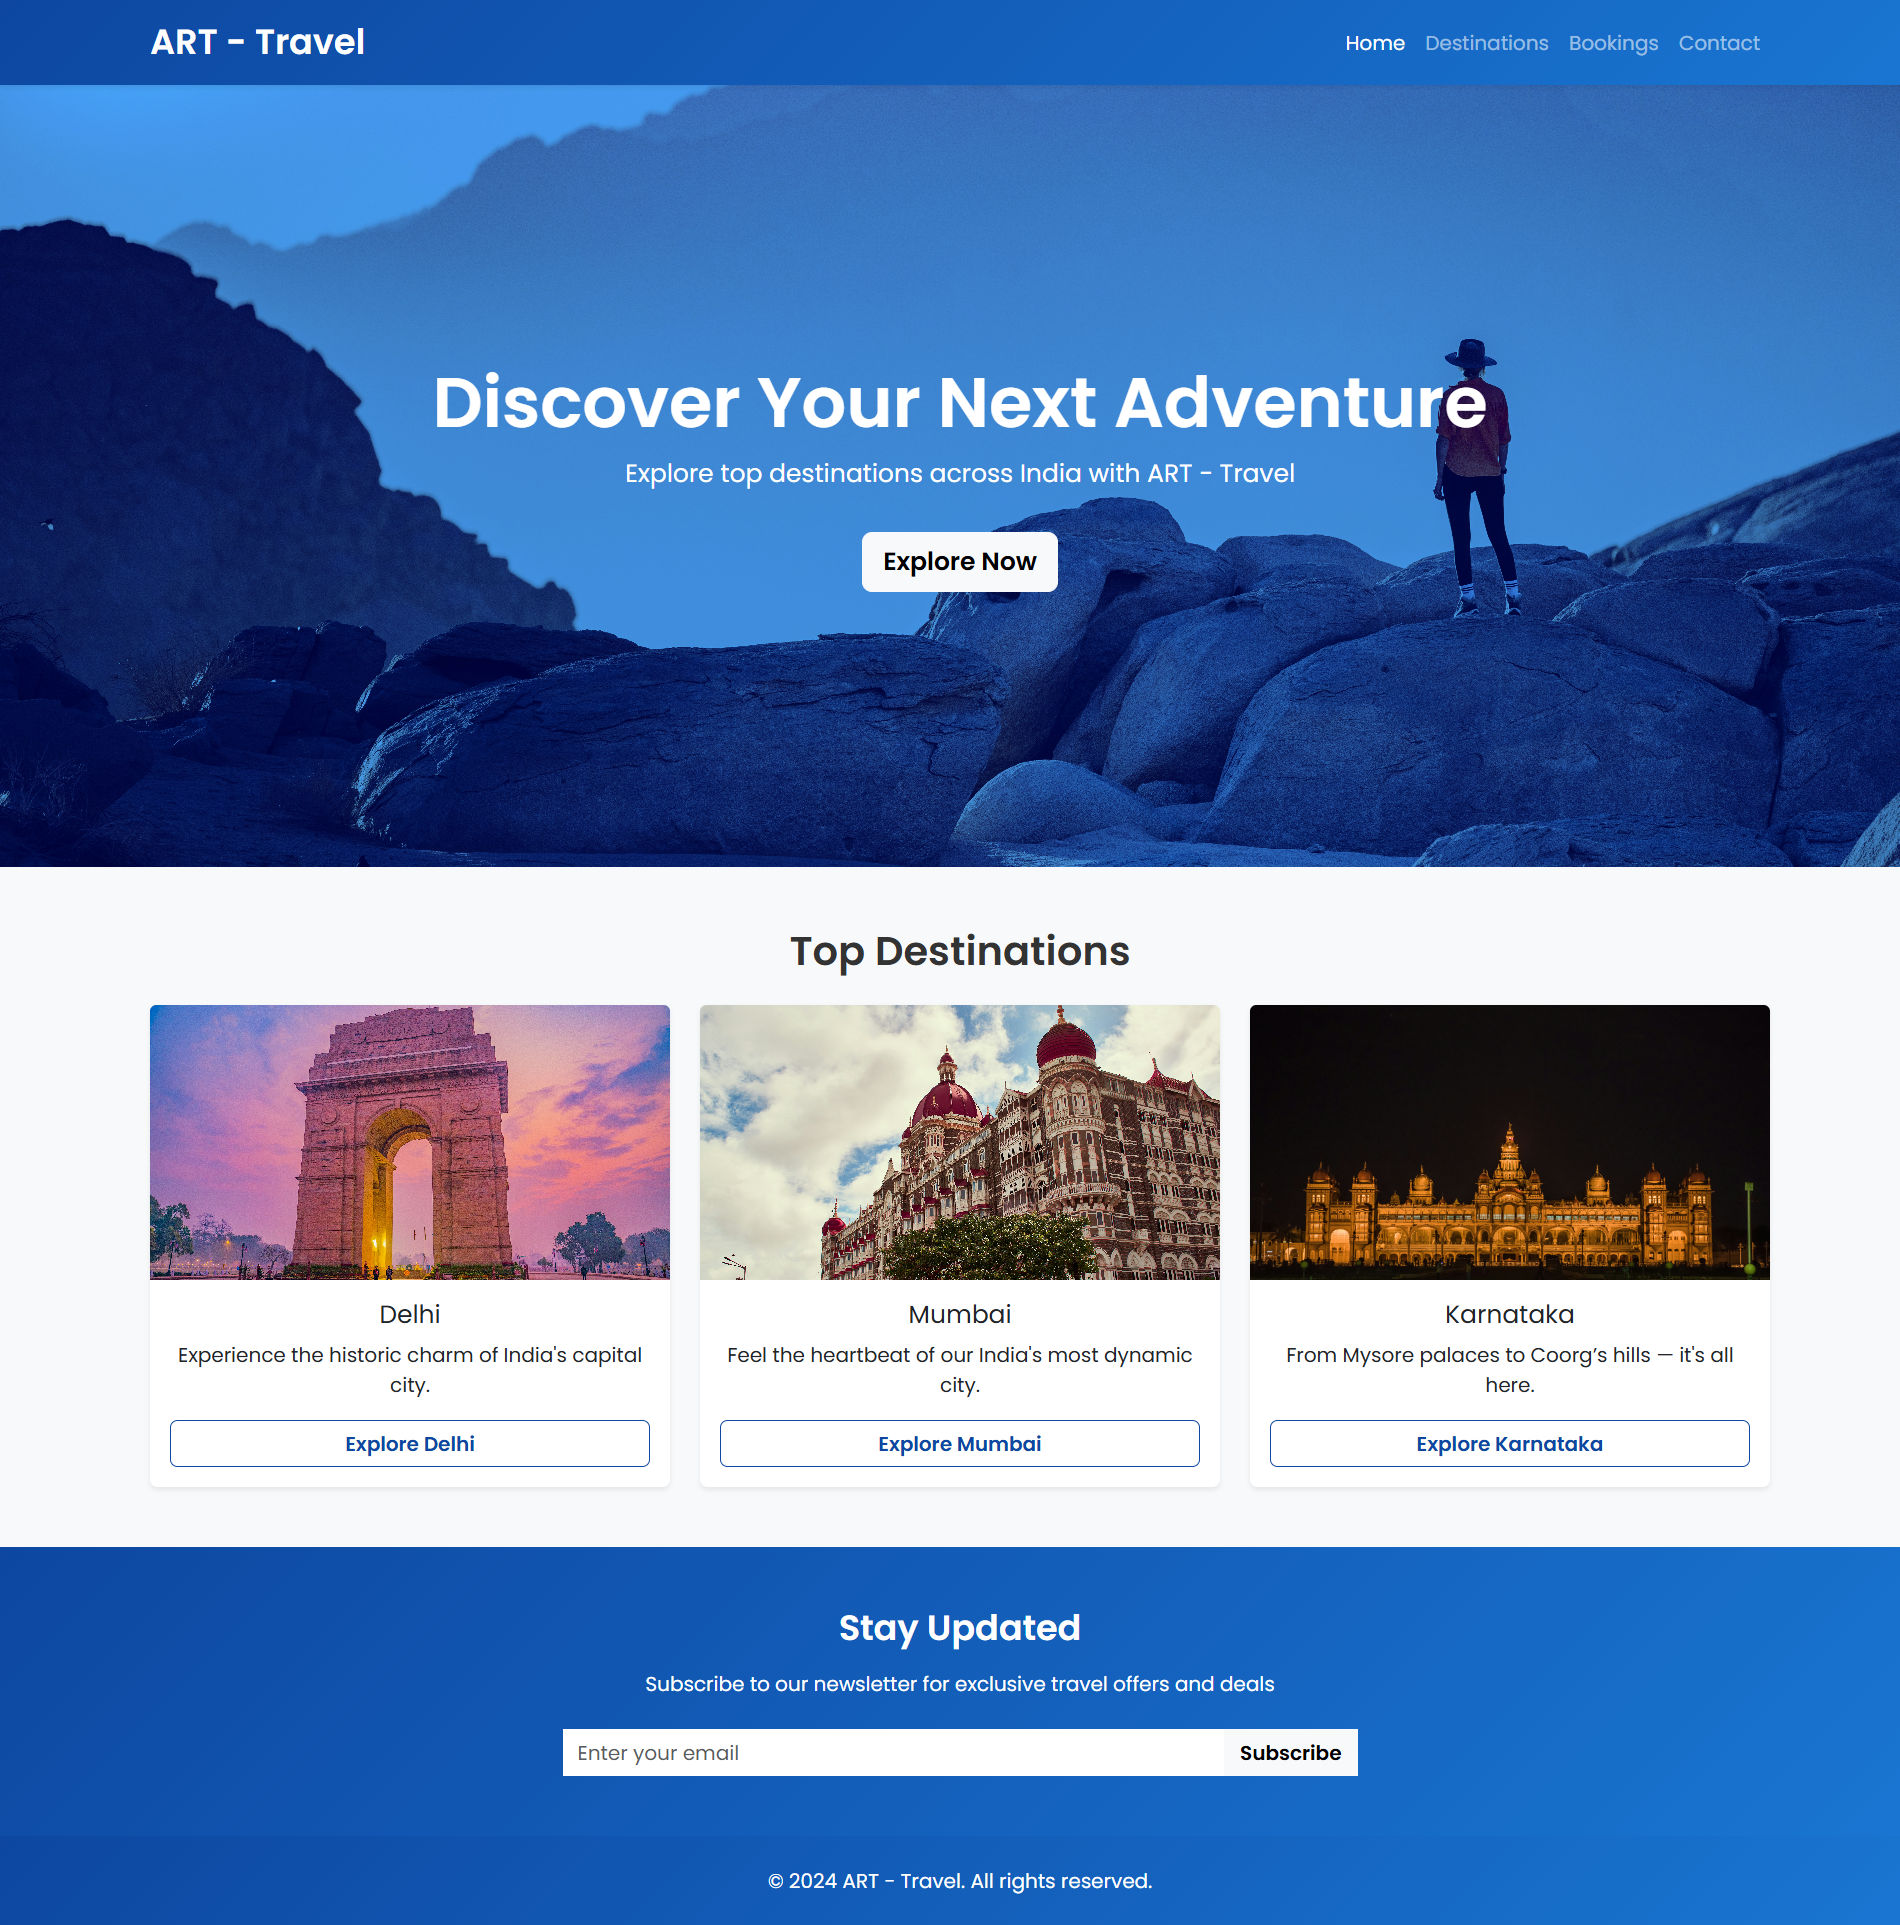 ART - Travel
Home Destinations Bookings Contact
Discover Your Next Adventure
Explore top destinations across India with ART - Travel
Explore Now
Top Destinations
Delhi
Experience the historic charm of India's capital
city.
Explore Delhi
Mumbai
Feel the heartbeat of our India's most dynamic
city.
Explore Mumbai
Karnataka
From Mysore palaces to Coorg’s hills — it's all
here.
Explore Karnataka
Stay Updated
Subscribe to our newsletter for exclusive travel offers and deals
Enter your email
Subscribe
© 2024 ART - Travel. All rights reserved.